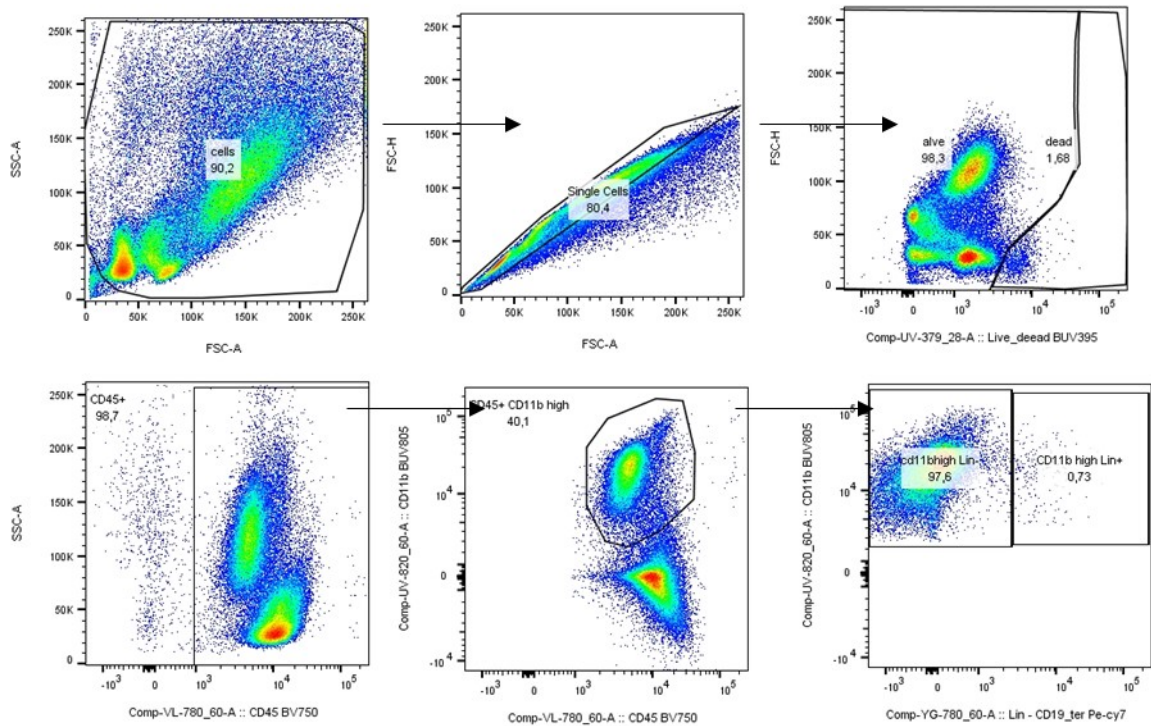 250K
200K
150K
100K
50K
0
SSC-A
cells
90,2
0 50K 100K 150K 200K 250K
FSC-A
250K
200K
150K
100K
50K
0
FSC-H
Single Cells
80,4
0 50K 100K 150K 200K 250K
FSC-A
250K
200K
150K
100K
50K
0
FSC-H
alve
98,3
dead
1,68
-10³ 0 10³ 10⁴ 10⁵
Comp-UV-379_28-A :: Live_deead BUV395
250K
200K
150K
100K
50K
0
SSC-A
CD45+
98,7
-10³ 0 10³ 10⁴ 10⁵
Comp-VL-780_60-A :: CD45 BV750
10⁵
10⁴
0
-10⁴
Comp-UV-820_60-A :: CD11b BUV805
CD45+ CD11b high
40,1
-10³ 0 10³ 10⁴ 10⁵
Comp-VL-780_60-A :: CD45 BV750
10⁵
10⁴
0
-10⁴
Comp-UV-820_60-A :: CD11b BUV805
cd11bhigh Lin-
97,6
CD11b high Lin+
0,73
-10³ 0 10³ 10⁴ 10⁵
Comp-YG-780_60-A :: Lin - CD19_ter Pe-cy7